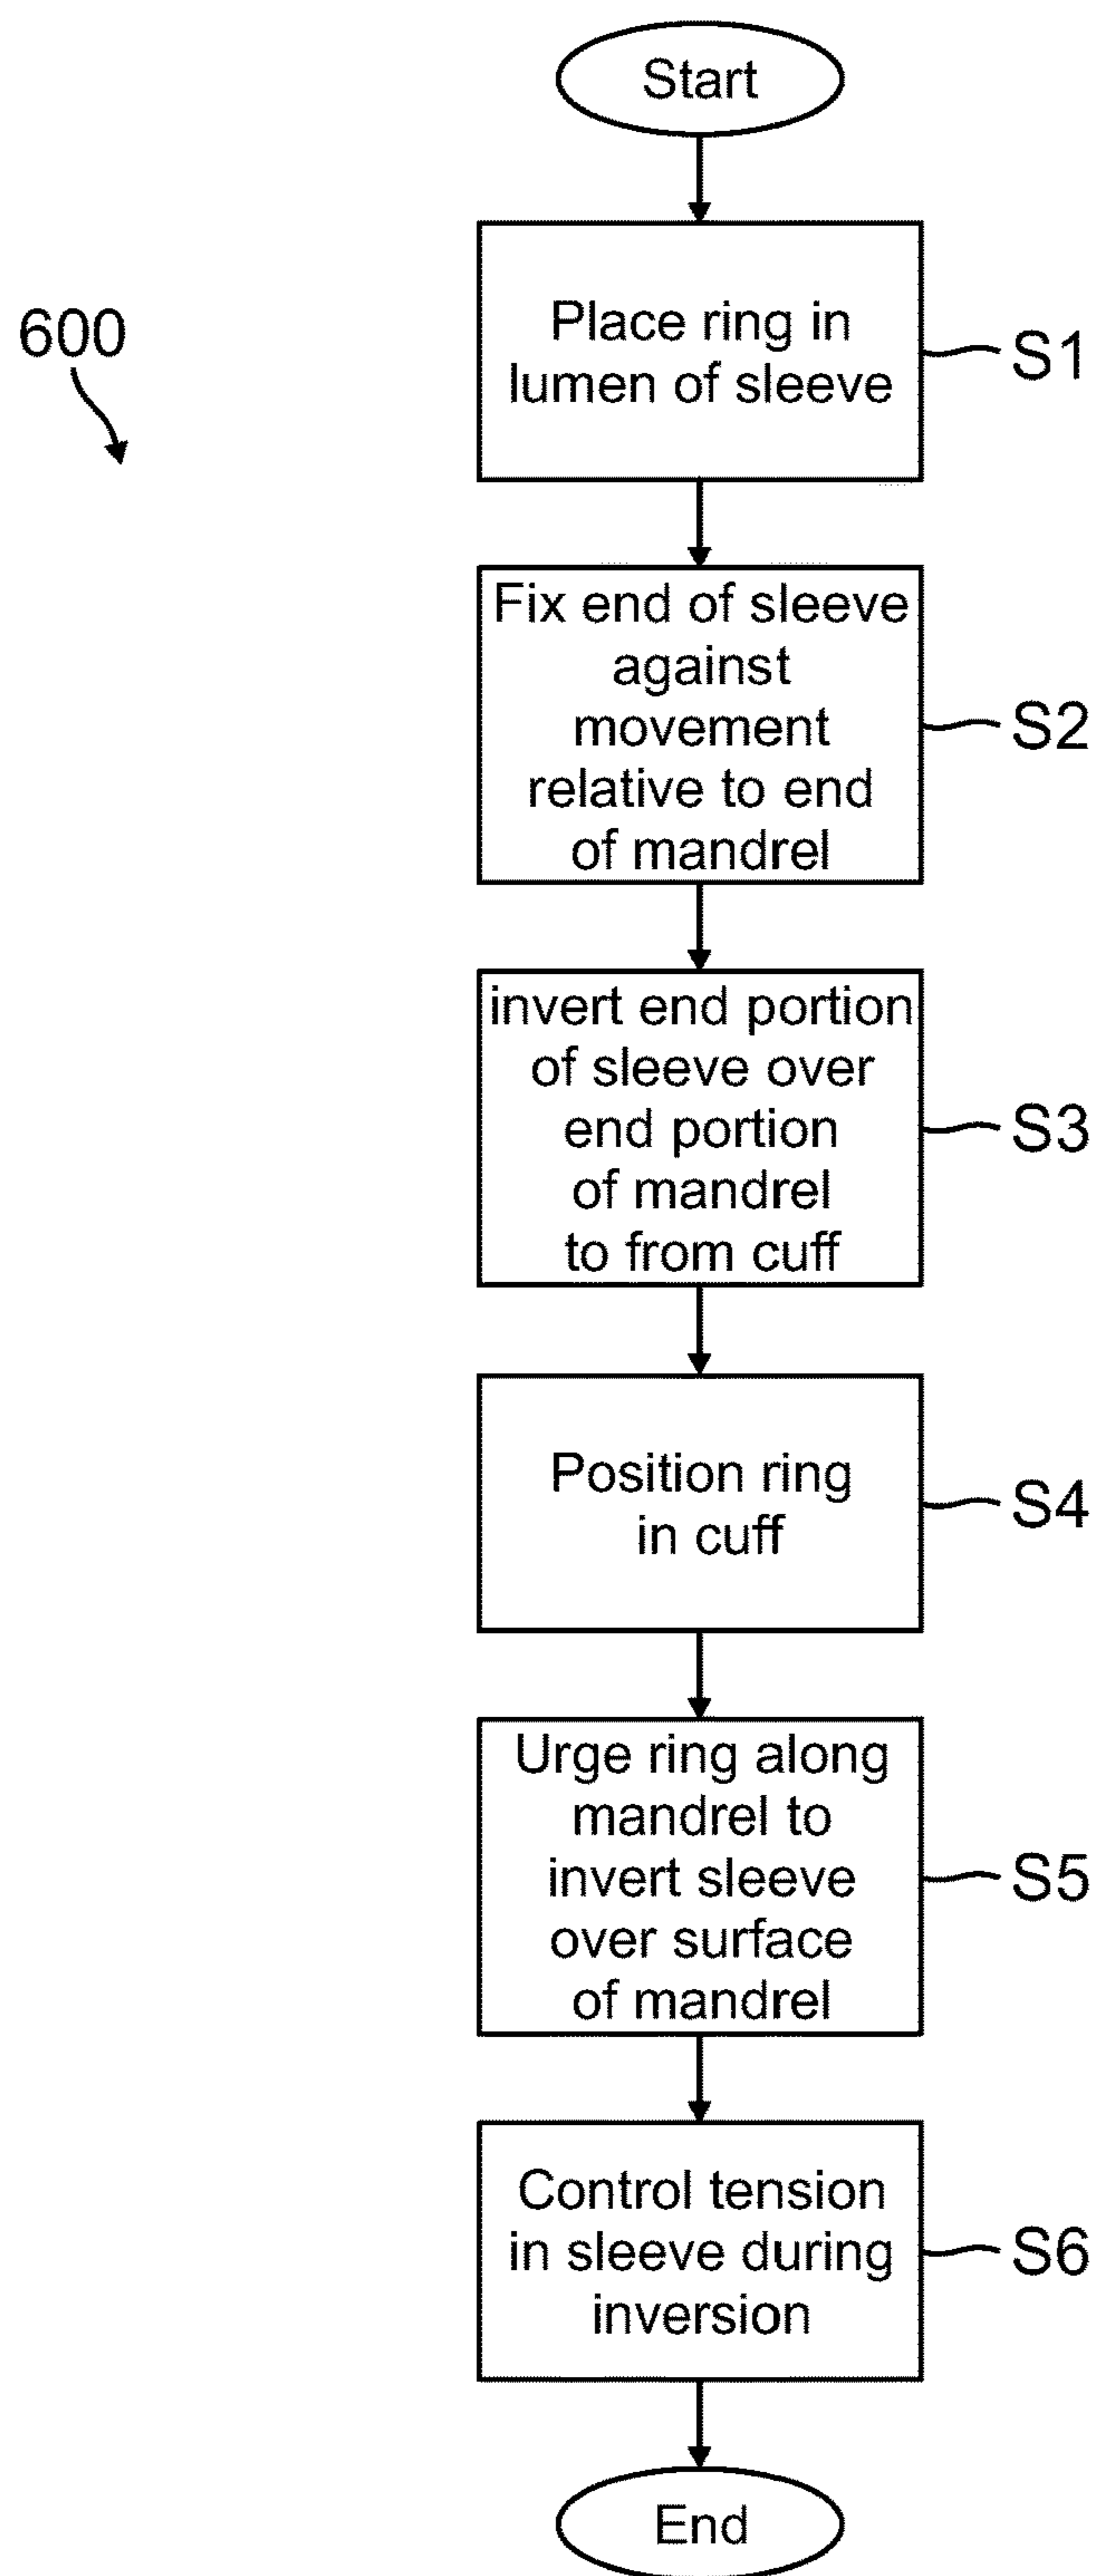 Start
600
Place ring in
lumen of sleeve
S1
Fix end of sleeve
against
movement
relative to end
of mandrel
S2
invert end portion
of sleeve over
end portion
of mandrel
to from cuff
S3
Position ring
in cuff
S4
Urge ring along
mandrel to
invert sleeve
over surface
of mandrel
S5
Control tension
in sleeve during
inversion
S6
End